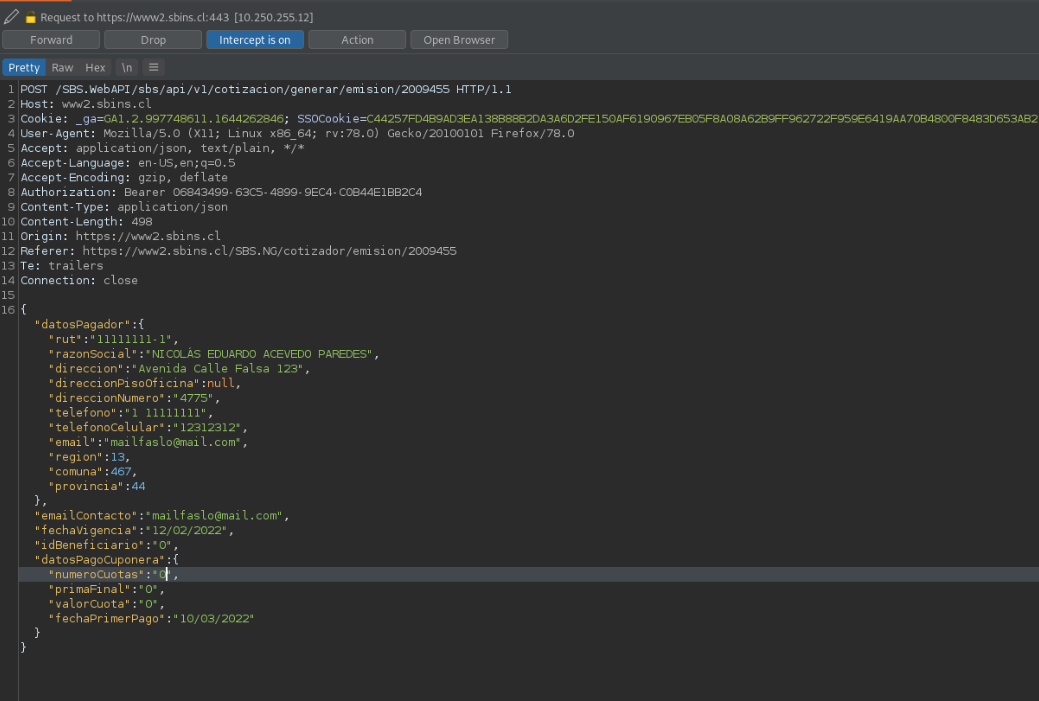 Request to https://www2.sbins.cl:443 [10.250.255.12]
Forward Drop Intercept is on Action Open Browser
Pretty Raw Hex \n ≡
1 POST /SBS.WebAPI/sbs/api/v1/cotizacion/generar/emision/2009455 HTTP/1.1
2 Host: www2.sbins.cl
3 Cookie: _ga=GA1.2.997748611.1644262846; SSOCookie=C44257FD4B9AD3EA138B88B2DA3A6D2FE150AF6190967EB05F8A08A62B9FF962722F959E6419AA70B4800F8483D653AB2
4 User-Agent: Mozilla/5.0 (X11; Linux x86_64; rv:78.0) Gecko/20100101 Firefox/78.0
5 Accept: application/json, text/plain, */*
6 Accept-Language: en-US,en;q=0.5
7 Accept-Encoding: gzip, deflate
8 Authorization: Bearer 06843499-63C5-4899-9EC4-C0B44E1BB2C4
9 Content-Type: application/json
10 Content-Length: 498
11 Origin: https://www2.sbins.cl
12 Referer: https://www2.sbins.cl/SBS.NG/cotizador/emision/2009455
13 Te: trailers
14 Connection: close
15
16 {
"datosPagador":{
"rut":"11111111-1",
"razonSocial":"NICOLÀS EDUARDO ACEVEDO PAREDES",
"direccion":"Avenida Calle Falsa 123",
"direccionPisoOficina":null,
"direccionNumero":"4775",
"telefono":"1 11111111",
"telefonoCelular":"12312312",
"email":"mailfaslo@mail.com",
"region":13,
"comuna":467,
"provincia":44
},
"emailContacto":"mailfaslo@mail.com",
"fechaVigencia":"12/02/2022",
"idBeneficiario":"0",
"datosPagoCuponera":{
"numeroCuotas":"0",
"primaFinal":"0",
"valorCuota":"0",
"fechaPrimerPago":"10/03/2022"
}
}